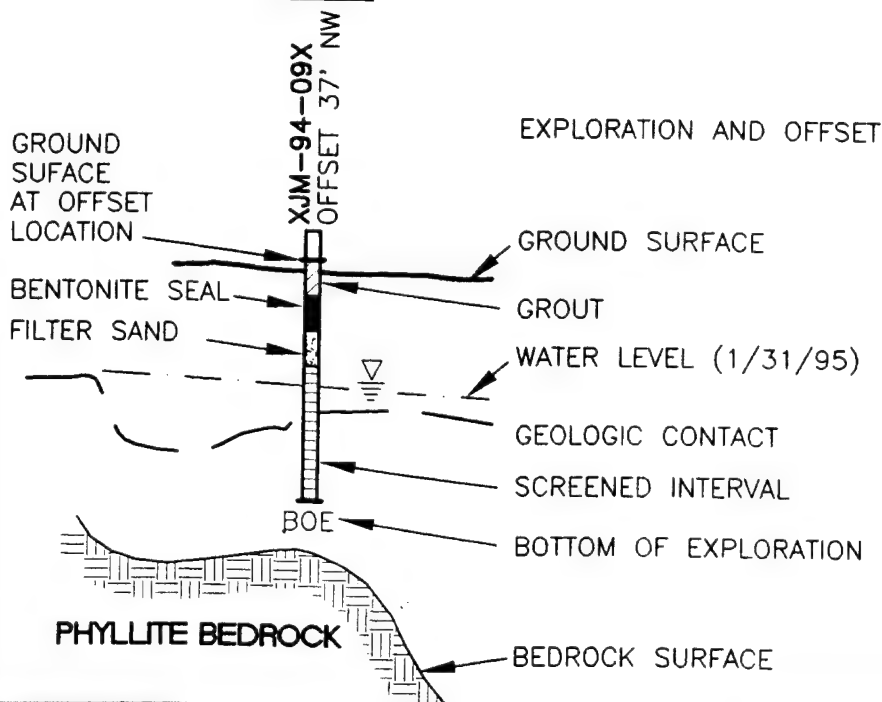 XJM-94-09X
OFFSET 37' NW
EXPLORATION AND OFFSET
GROUND
SUFACE
AT OFFSET
LOCATION
GROUND SURFACE
BENTONITE SEAL
GROUT
FILTER SAND
WATER LEVEL (1/31/95)
GEOLOGIC CONTACT
SCREENED INTERVAL
BOE
BOTTOM OF EXPLORATION
PHYLLITE BEDROCK
BEDROCK SURFACE